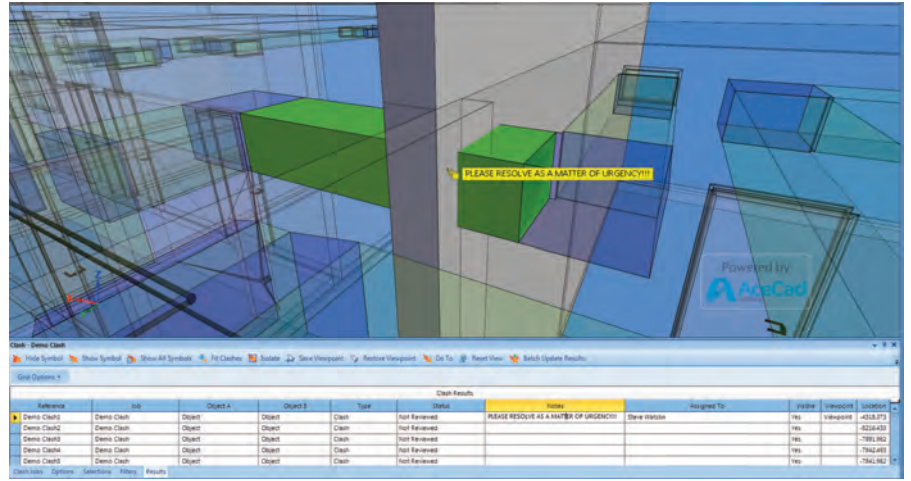 PLEASE RESOLVE AS A MATTER OF URGENCY!!!
Powered by
AceCad
Clash - Demo Clash
Hide Symbol Show Symbol Show All Symbols Fit Clashes Isolate Save Viewpoint Restore Viewpoint Go To Reset View Batch Update Results
Grid Options
Clash Results
Reference Job Object A Object B Type Status Notes Assigned To Visible Viewpoint Location
Demo Clash1 Demo Clash Object Object Clash Not Reviewed PLEASE RESOLVE AS A MATTER OF URGENCY!!! Steve Watson Yes Viewpoint
Demo Clash2 Demo Clash Object Object Clash Not Reviewed Yes
Demo Clash3 Demo Clash Object Object Clash Not Reviewed Yes
Demo Clash4 Demo Clash Object Object Clash Not Reviewed Yes
Demo Clash5 Demo Clash Object Object Clash Not Reviewed Yes
Clash Jobs Options Selections Filters Results